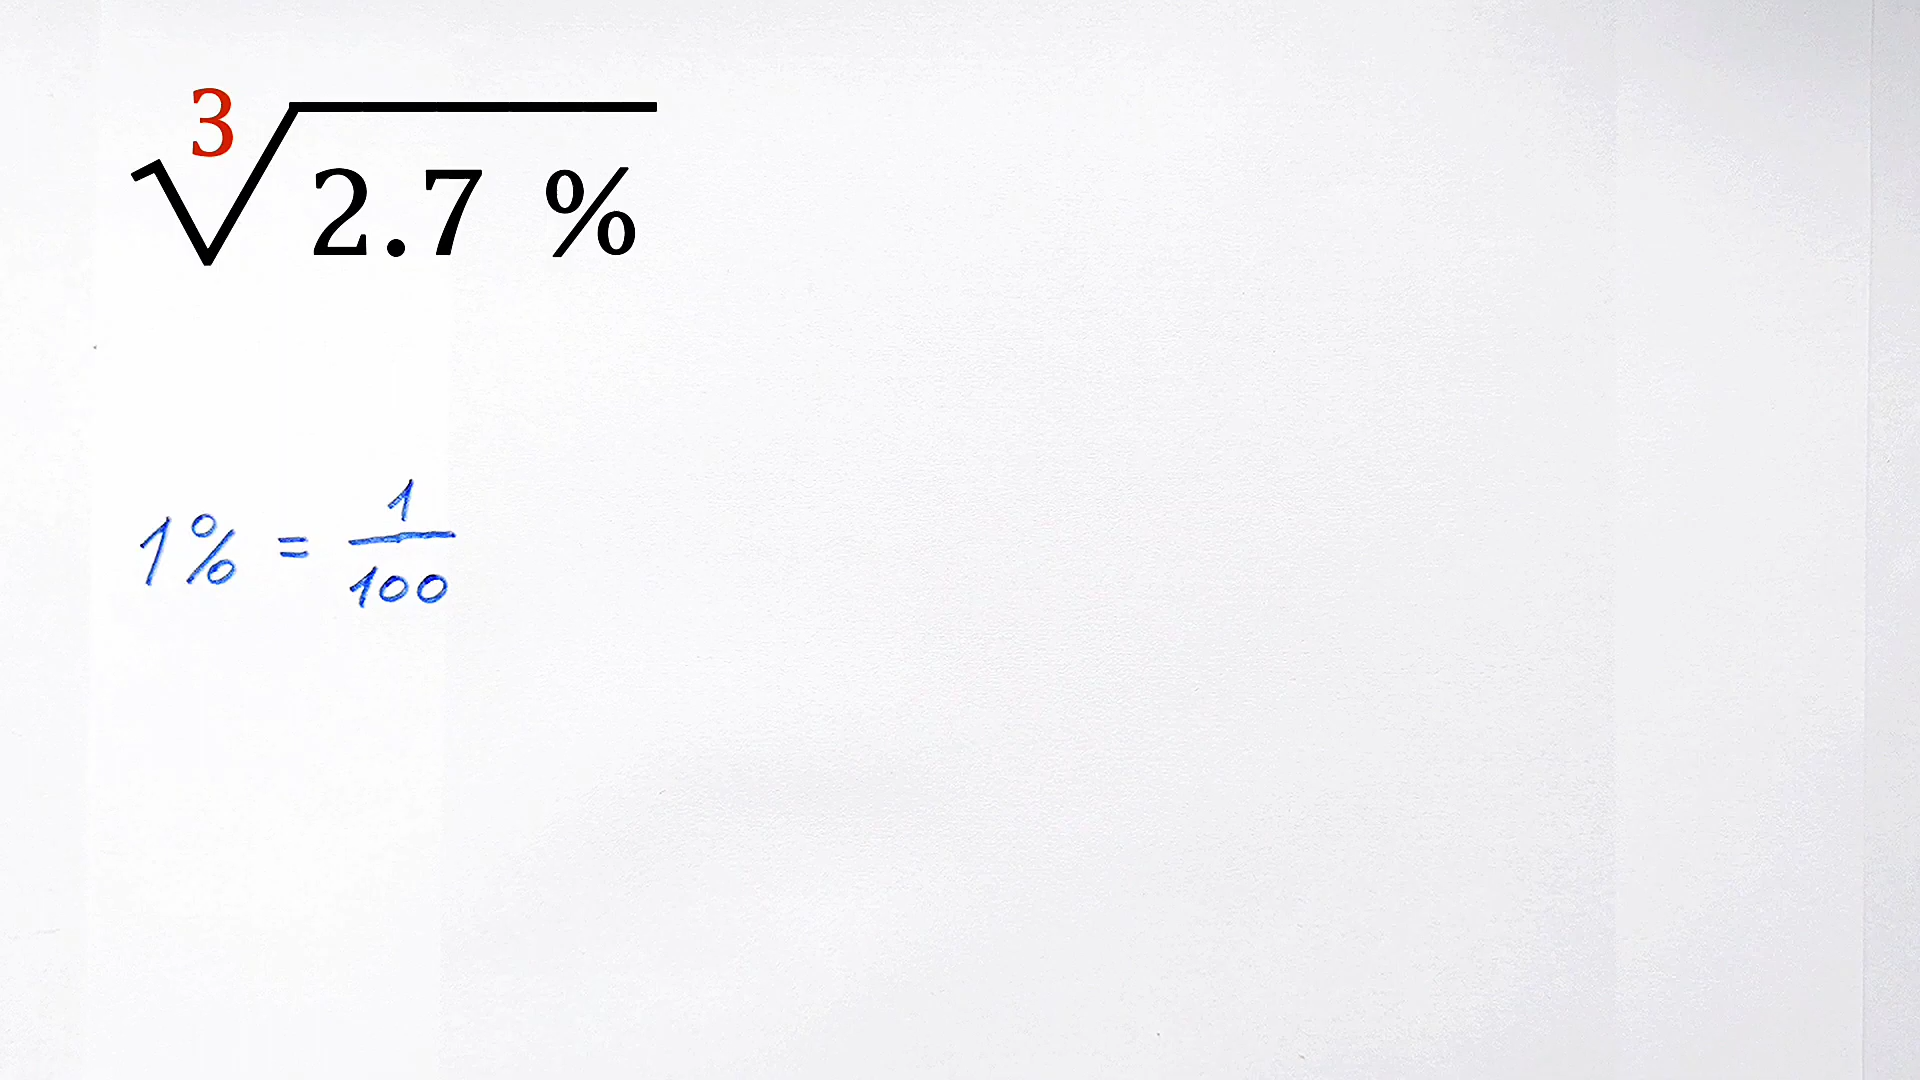 ∛2.7 %
1% = 1/100